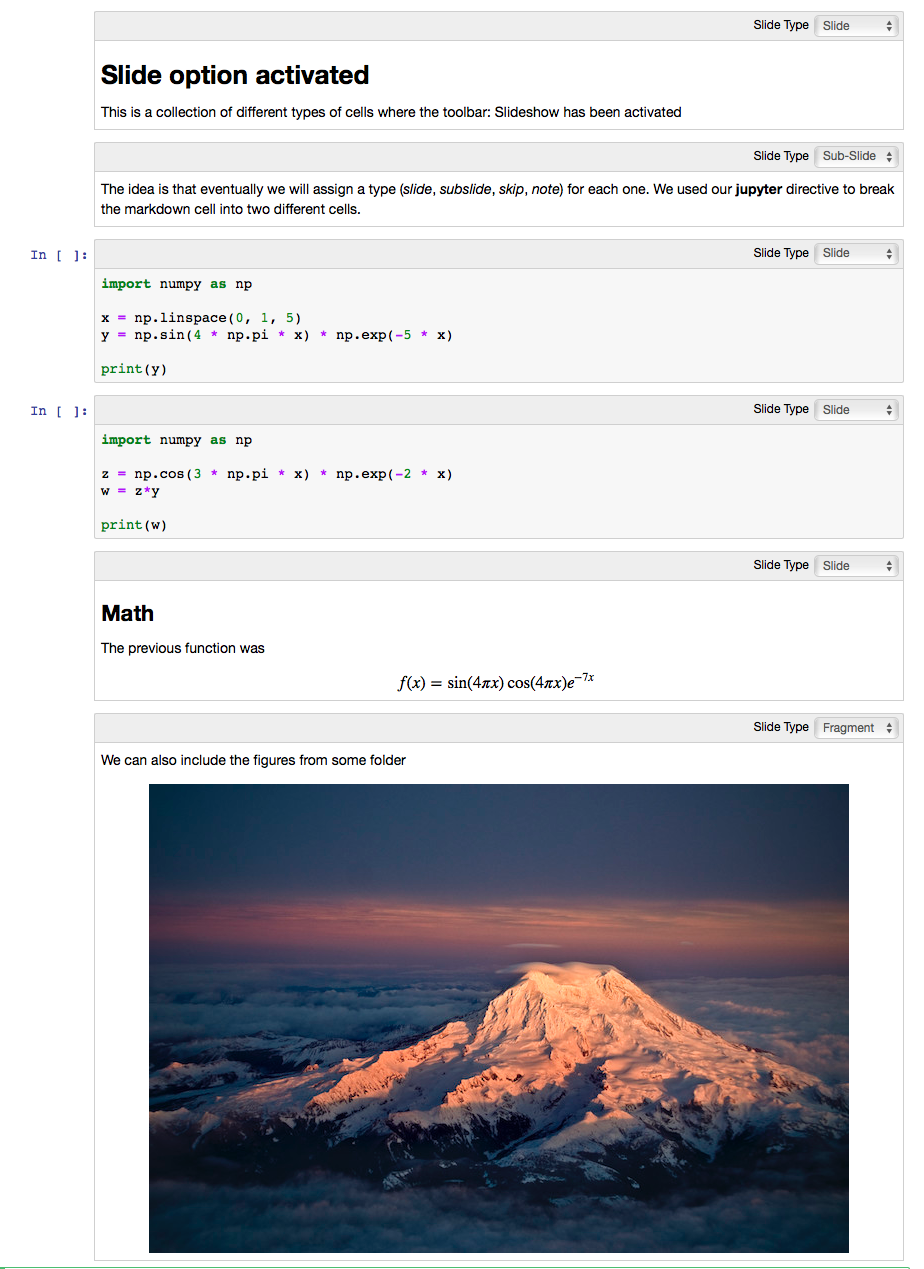 Slide Type Slide
Slide option activated
This is a collection of different types of cells where the toolbar: Slideshow has been activated
Slide Type Sub-Slide
The idea is that eventually we will assign a type (slide, subslide, skip, note) for each one. We used our jupyter directive to break
the markdown cell into two different cells.
In [ ]: Slide Type Slide
import numpy as np
x = np.linspace(0, 1, 5)
y = np.sin(4 * np.pi * x) * np.exp(-5 * x)
print(y)
In [ ]: Slide Type Slide
import numpy as np
z = np.cos(3 * np.pi * x) * np.exp(-2 * x)
w = z*y
print(w)
Slide Type Slide
Math
The previous function was
f(x) = sin(4πx) cos(4πx)e⁻⁷ˣ
Slide Type Fragment
We can also include the figures from some folder